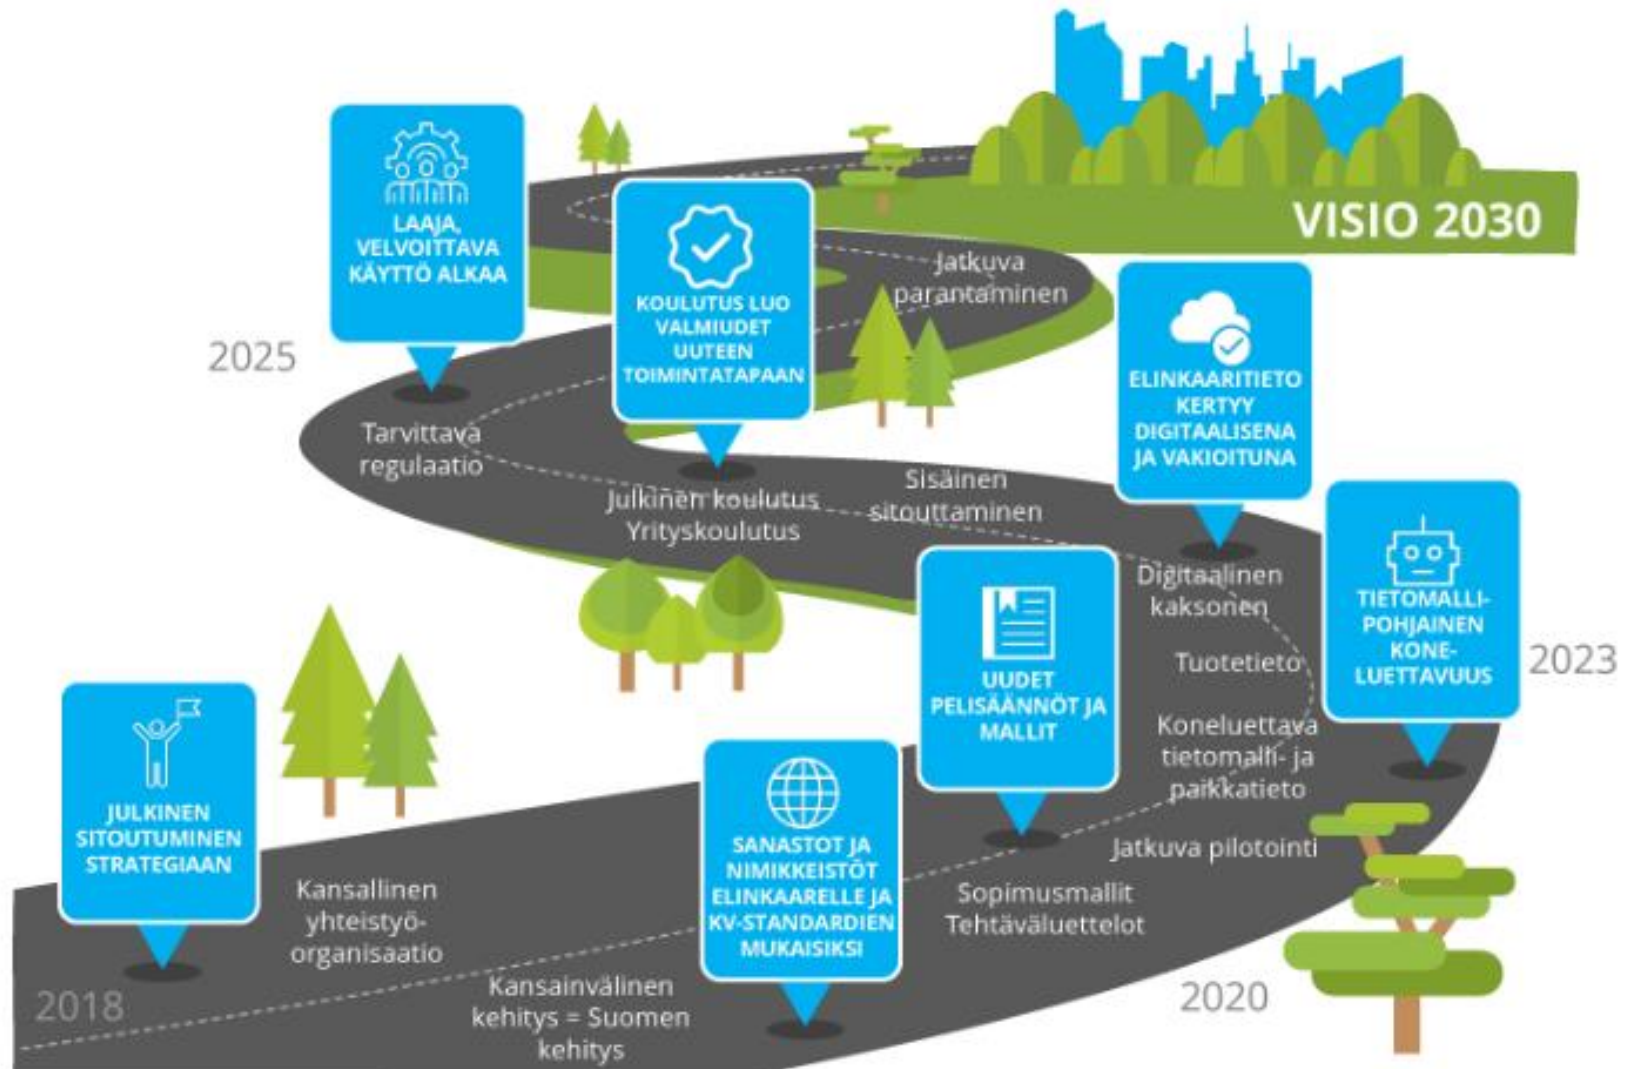 VISIO 2030
LAAJA,
VELVOITTAVA
KÄYTTÖ ALKAA
KOULUTUS LUO
VALMIUDET
UUTEEN
TOIMINTATAPAAN
Jatkuva
parantaminen
ELINKAARITIETO
KERTYY
DIGITAALISENA
JA VAKIOITUNA
2025
Tarvittava
regulaatio
Julkinen koulutus
Yrityskoulutus
Sisäinen
sitouttaminen
Digitaalinen
kaksonen
TIETOMALLI-
POHJAINEN
KONE-
LUETTAVUUS
2023
Tuotetieto
UUDET
PELISÄÄNNÖT JA
MALLIT
Koneluettava
tietomalli- ja
paikkatieto
Jatkuva pilotointi
JULKINEN
SITOUTUMINEN
STRATEGIAAN
SANASTOT JA
NIMIKKEISTÖT
ELINKAARELLE JA
KV-STANDARDIEN
MUKAISIKSI
Kansallinen
yhteistyö-
organisaatio
Sopimusmallit
Tehtäväluettelot
2018
Kansainvälinen
kehitys = Suomen
kehitys
2020